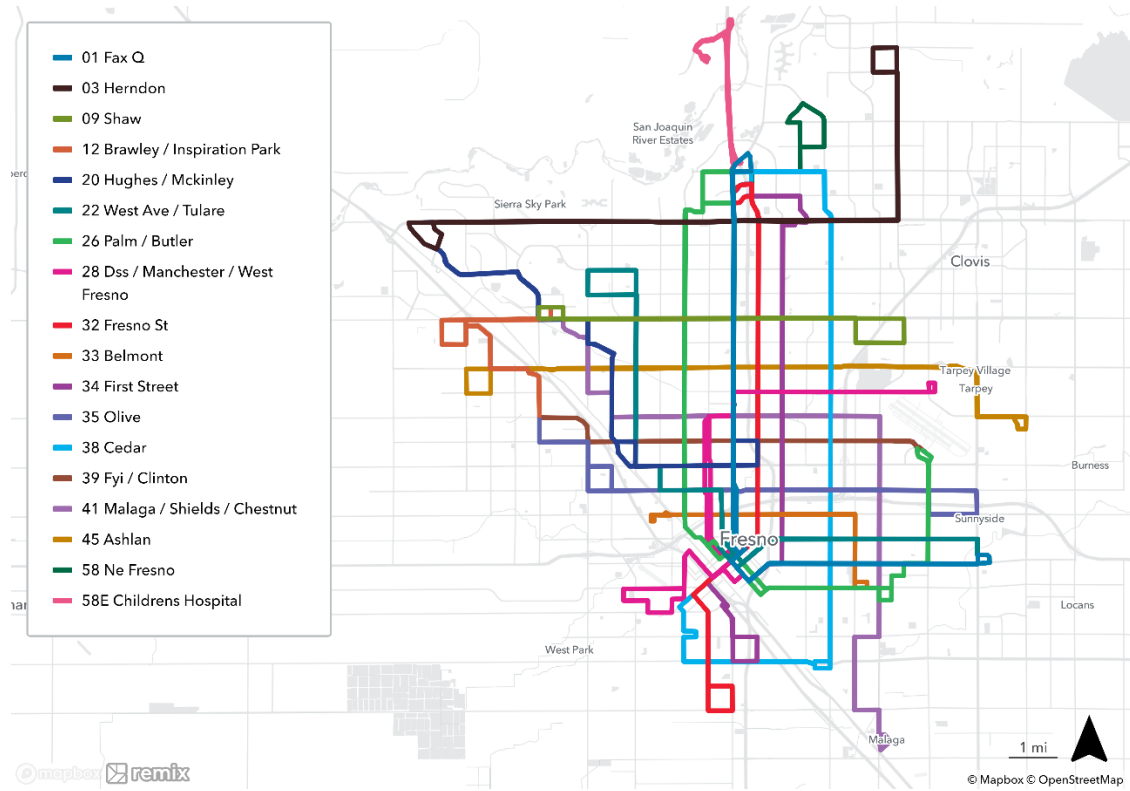 01 Fax Q
03 Herndon
09 Shaw
12 Brawley / Inspiration Park
20 Hughes / Mckinley
22 West Ave / Tulare
26 Palm / Butler
28 Dss / Manchester / West
Fresno
32 Fresno St
33 Belmont
34 First Street
35 Olive
38 Cedar
39 Fyi / Clinton
41 Malaga / Shields / Chestnut
45 Ashlan
58 Ne Fresno
58E Childrens Hospital
San Joaquin
River Estates
Sierra Sky Park
Clovis
Tarpey Village
Tarpey
Burness
Sunnyside
Fresno
Locans
West Park
Malaga
1 mi
mapbox remix
© Mapbox © OpenStreetMap